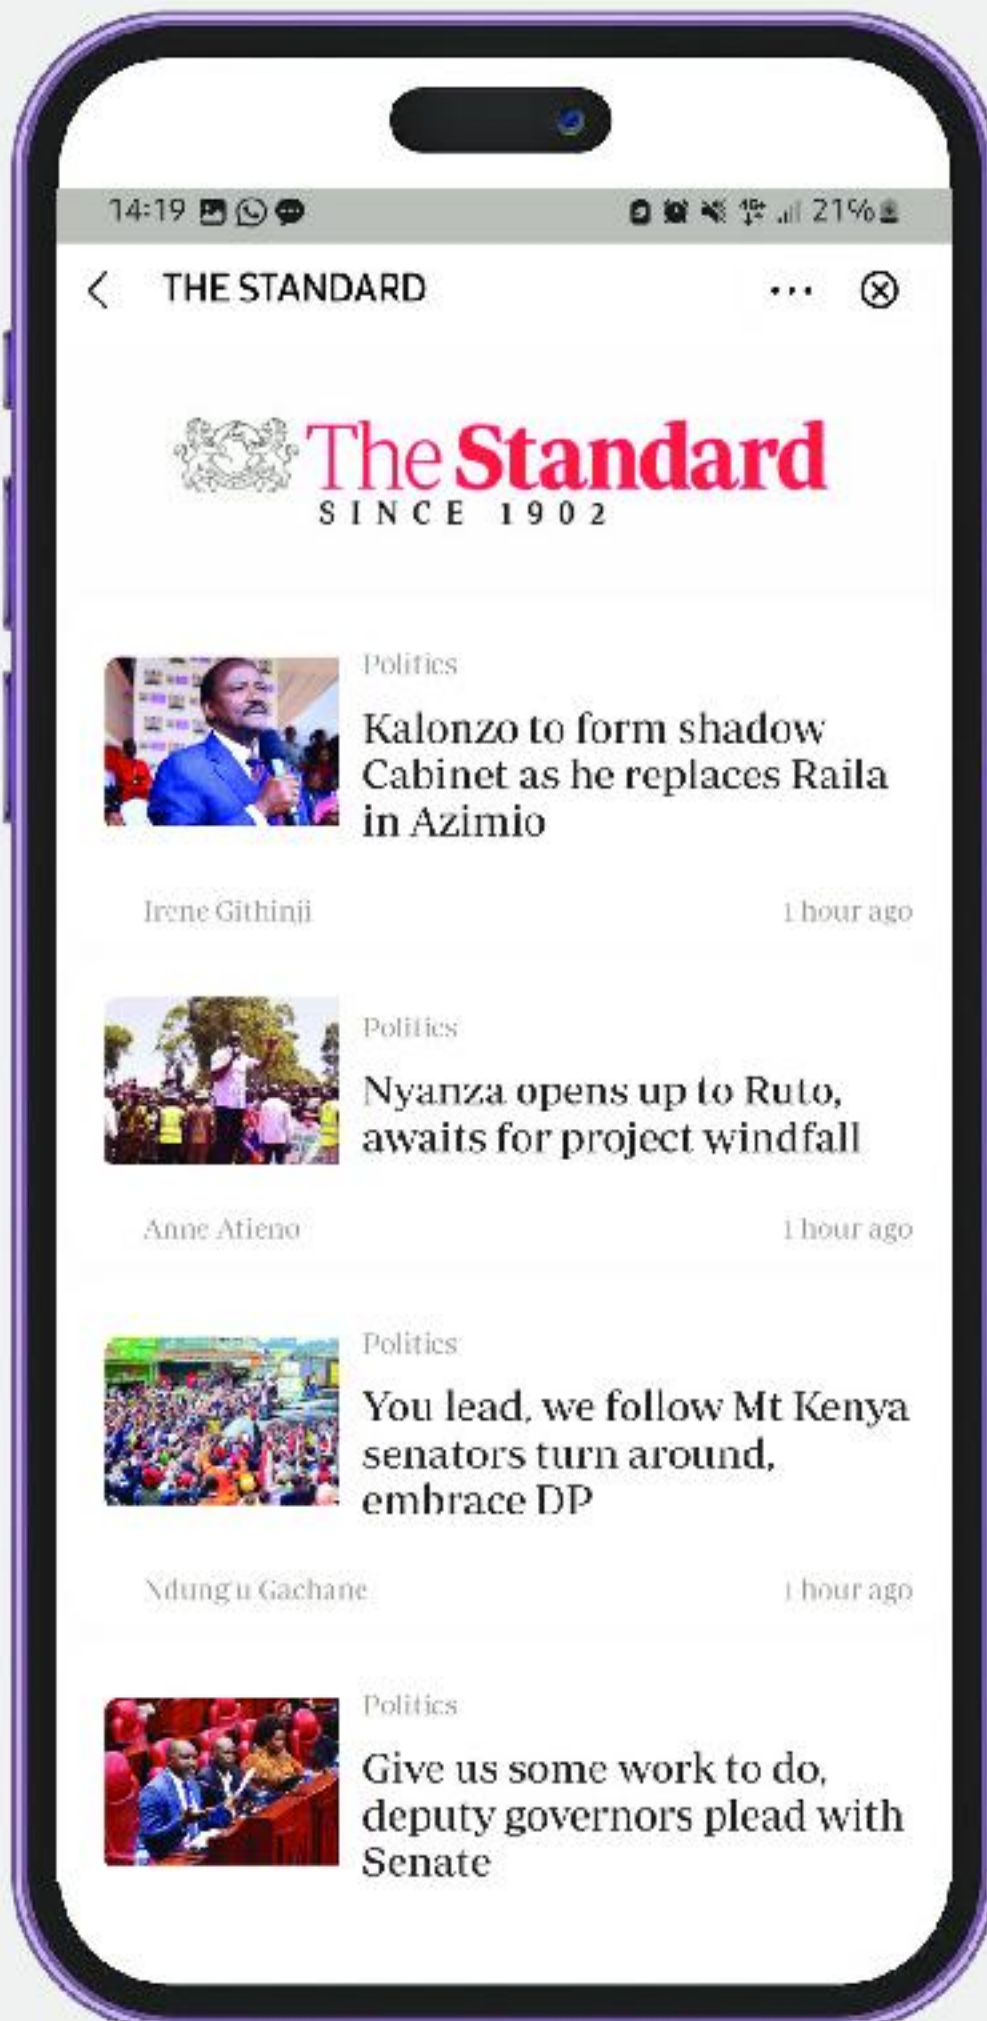 14:19
21%
THE STANDARD
The Standard
SINCE 1902
Politics
Kalonzo to form shadow
Cabinet as he replaces Raila
in Azimio
Irene Githinji
1 hour ago
Politics
Nyanza opens up to Ruto,
awaits for project windfall
Anne Atieno
1 hour ago
Politics
You lead, we follow Mt Kenya
senators turn around,
embrace DP
Ndung u Gachane
1 hour ago
Politics
Give us some work to do,
deputy governors plead with
Senate